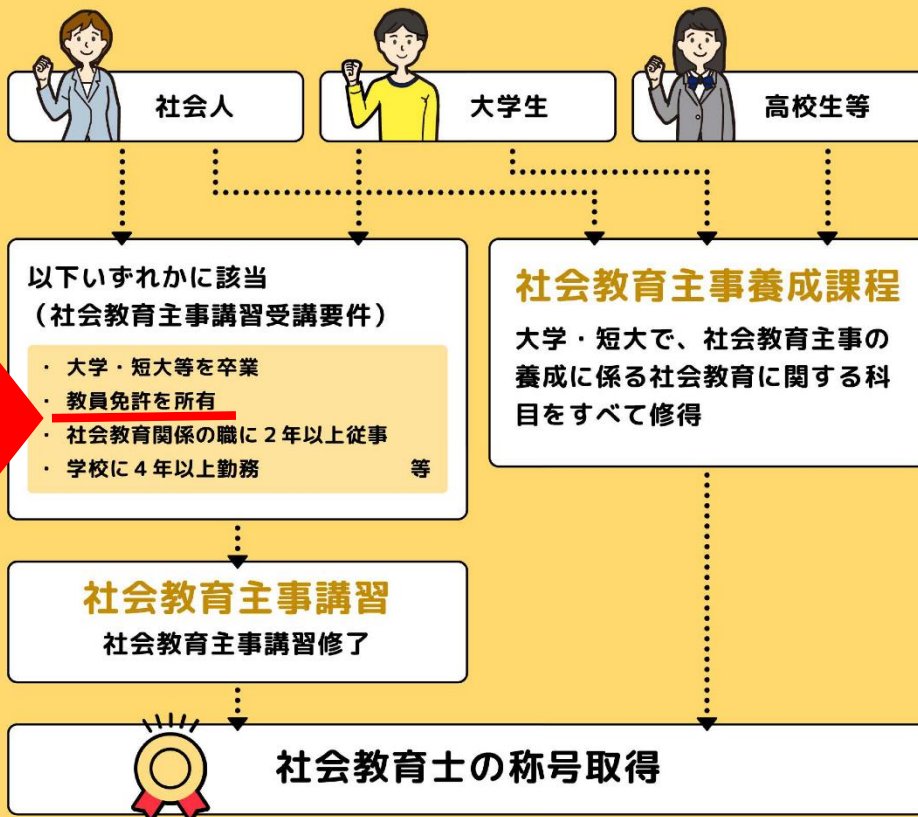 社会人
大学生
高校生等
以下いずれかに該当
（社会教育主事講習受講要件）
・ 大学・短大等を卒業
・ 教員免許を所有
・ 社会教育関係の職に２年以上従事
・ 学校に４年以上勤務 等
社会教育主事養成課程
大学・短大で、社会教育主事の
養成に係る社会教育に関する科
目をすべて修得
社会教育主事講習
社会教育主事講習修了
社会教育士の称号取得